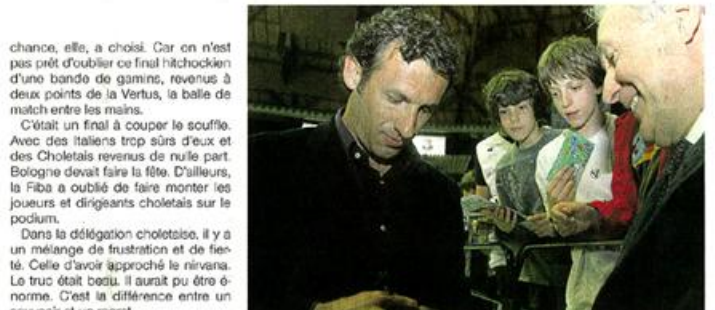 chance, elle, a choisi. Car on n'est
pas prêt d'oublier ce final hitchockien
d'une bande de gamins, revenus à
deux points de la Vertus, la balle de
match entre les mains.
C'était un final à couper le souffle.
Avec des Italiens trop sûrs d'eux et
des Choletais revenus de nulle part.
Bologne devait faire la fête. D'ailleurs,
la Fiba a oublié de faire monter les
joueurs et dirigeants choletais sur le
podium.
Dans la délégation choletaise, il y a
un mélange de frustration et de fier-
té. Celle d'avoir approché le nirvana.
Le truc était beau. Il aurait pu être é-
norme. C'est la différence entre un